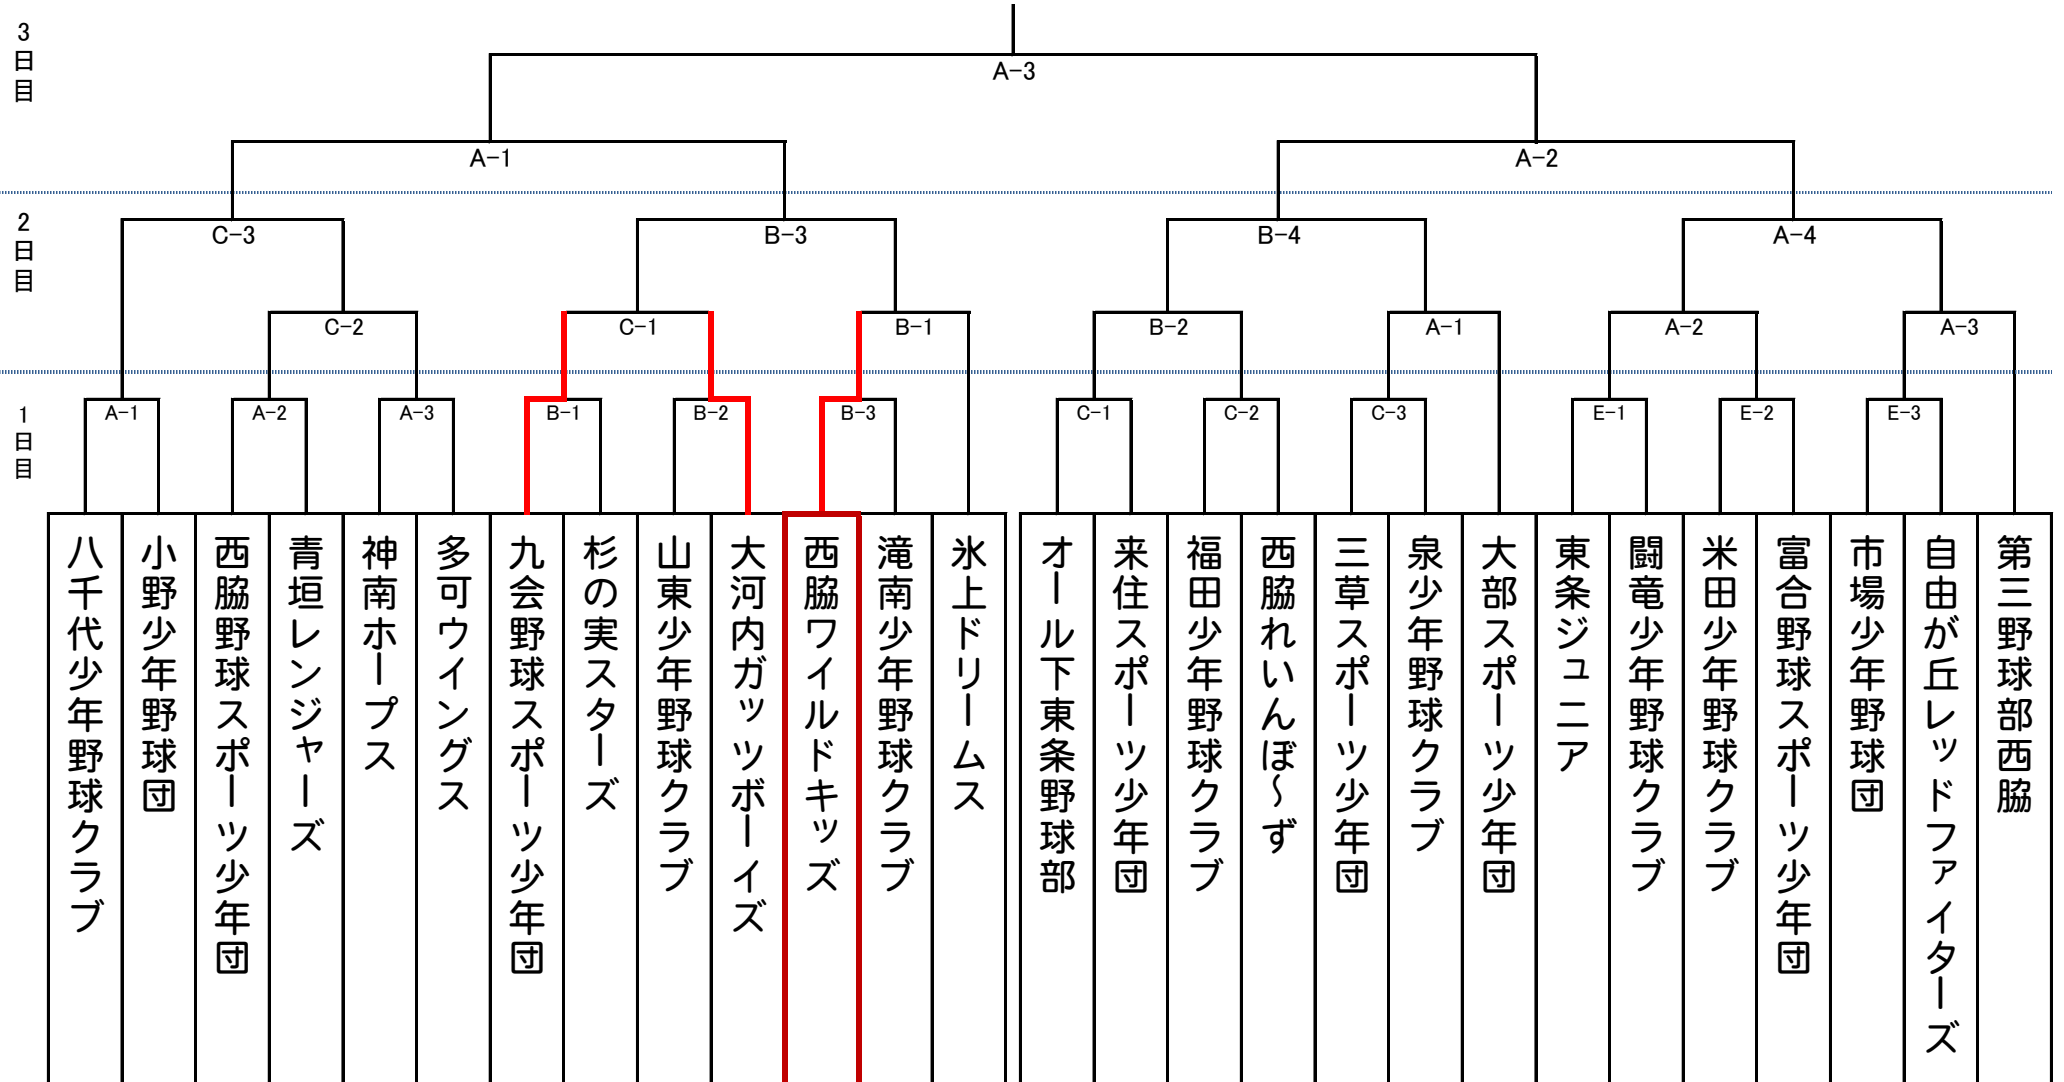 3日目
A-3
A-1
A-2
2日目
C-3
B-3
B-4
A-4
C-2
C-1
B-1
B-2
A-1
A-2
A-3
1日目
A-1
A-2
A-3
B-1
B-2
B-3
C-1
C-2
C-3
E-1
E-2
E-3
八千代少年野球クラブ
小野少年野球団
西脇野球スポーツ少年団
青垣レンジャーズ
神南ホープス
多可ウイングス
九会野球スポーツ少年団
杉の実スターズ
山東少年野球クラブ
大河内ガッツボーイズ
西脇ワイルドキッズ
滝南少年野球クラブ
氷上ドリームス
オール下東条野球部
来住スポーツ少年団
福田少年野球クラブ
西脇れいんぼ～ず
三草スポーツ少年団
泉少年野球クラブ
大部スポーツ少年団
東条ジュニア
闘竜少年野球クラブ
米田少年野球クラブ
富合野球スポーツ少年団
市場少年野球団
自由が丘レッドファイターズ
第三野球部西脇